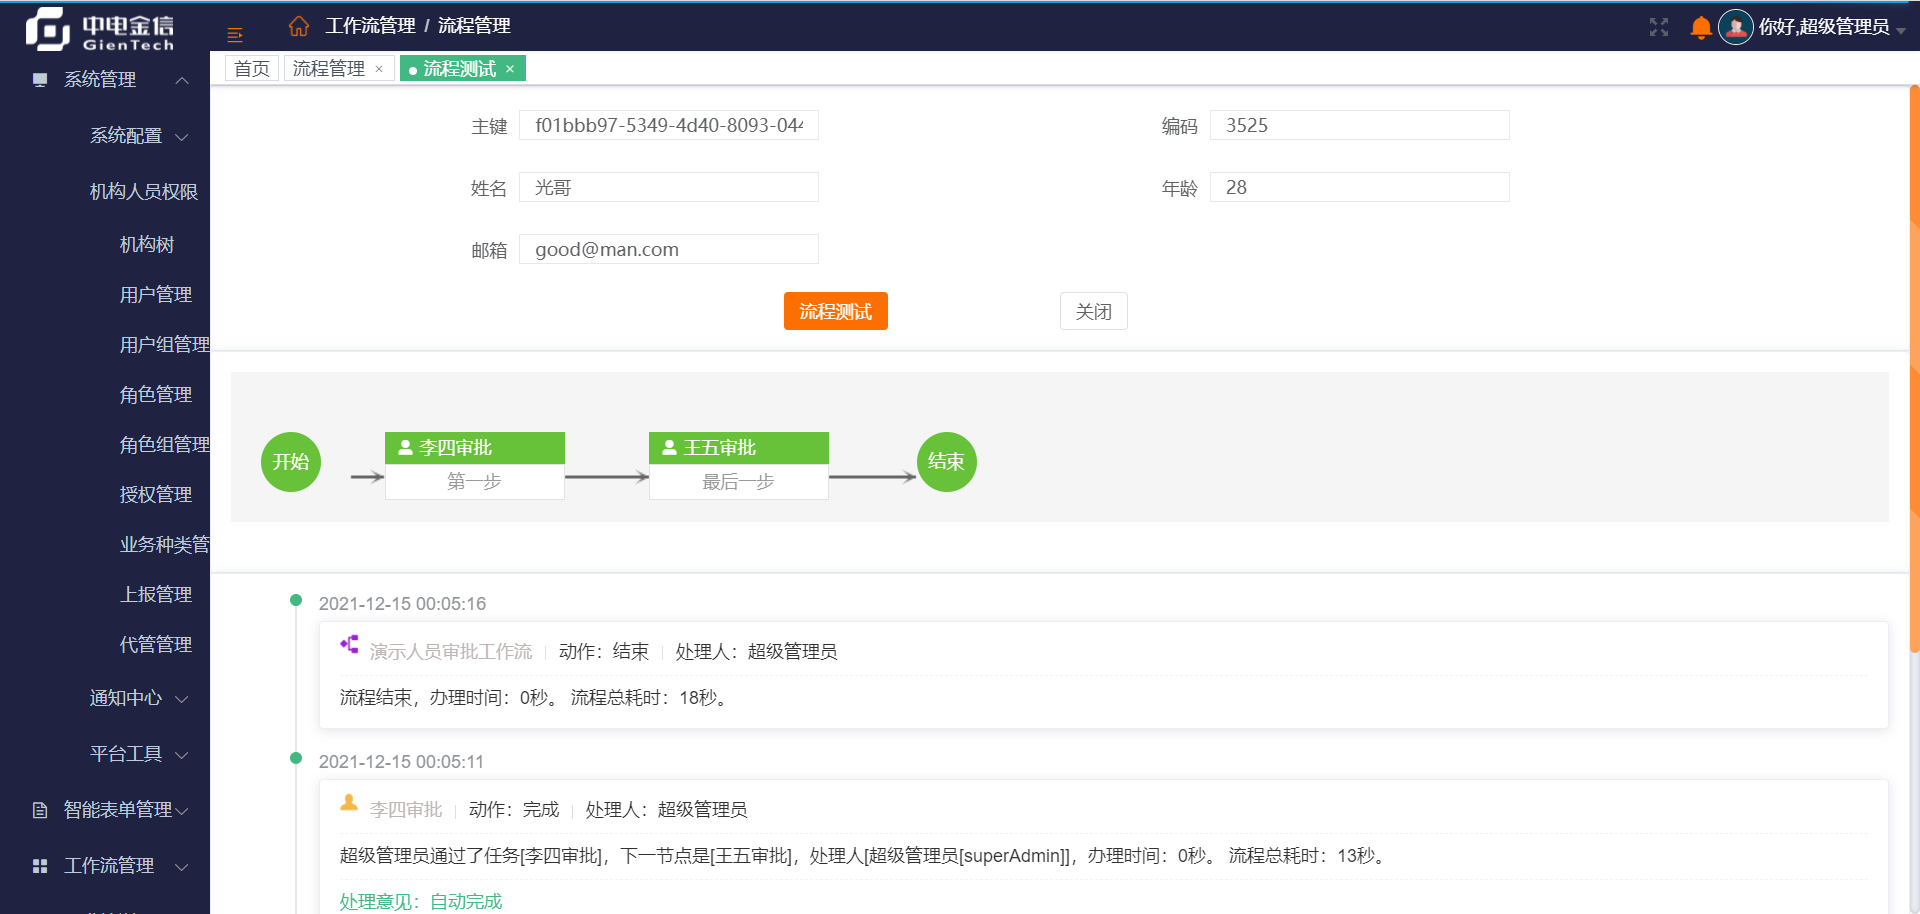 中电金信
GienTech
工作流管理 / 流程管理
你好,超级管理员
首页
流程管理 ×
流程测试 ×
系统管理
系统配置
机构人员权限
机构树
用户管理
用户组管理
角色管理
角色组管理
授权管理
业务种类管
上报管理
代管管理
通知中心
平台工具
智能表单管理
工作流管理
主键 f01bbb97-5349-4d40-8093-044
编码 3525
姓名 光哥
年龄 28
邮箱 good@man.com
流程测试
关闭
开始
李四审批
第一步
王五审批
最后一步
结束
2021-12-15 00:05:16
演示人员审批工作流 动作：结束 处理人：超级管理员
流程结束，办理时间：0秒。 流程总耗时：18秒。
2021-12-15 00:05:11
李四审批 动作：完成 处理人：超级管理员
超级管理员通过了任务[李四审批]，下一节点是[王五审批]，处理人[超级管理员[superAdmin]]，办理时间：0秒。 流程总耗时：13秒。
处理意见：自动完成